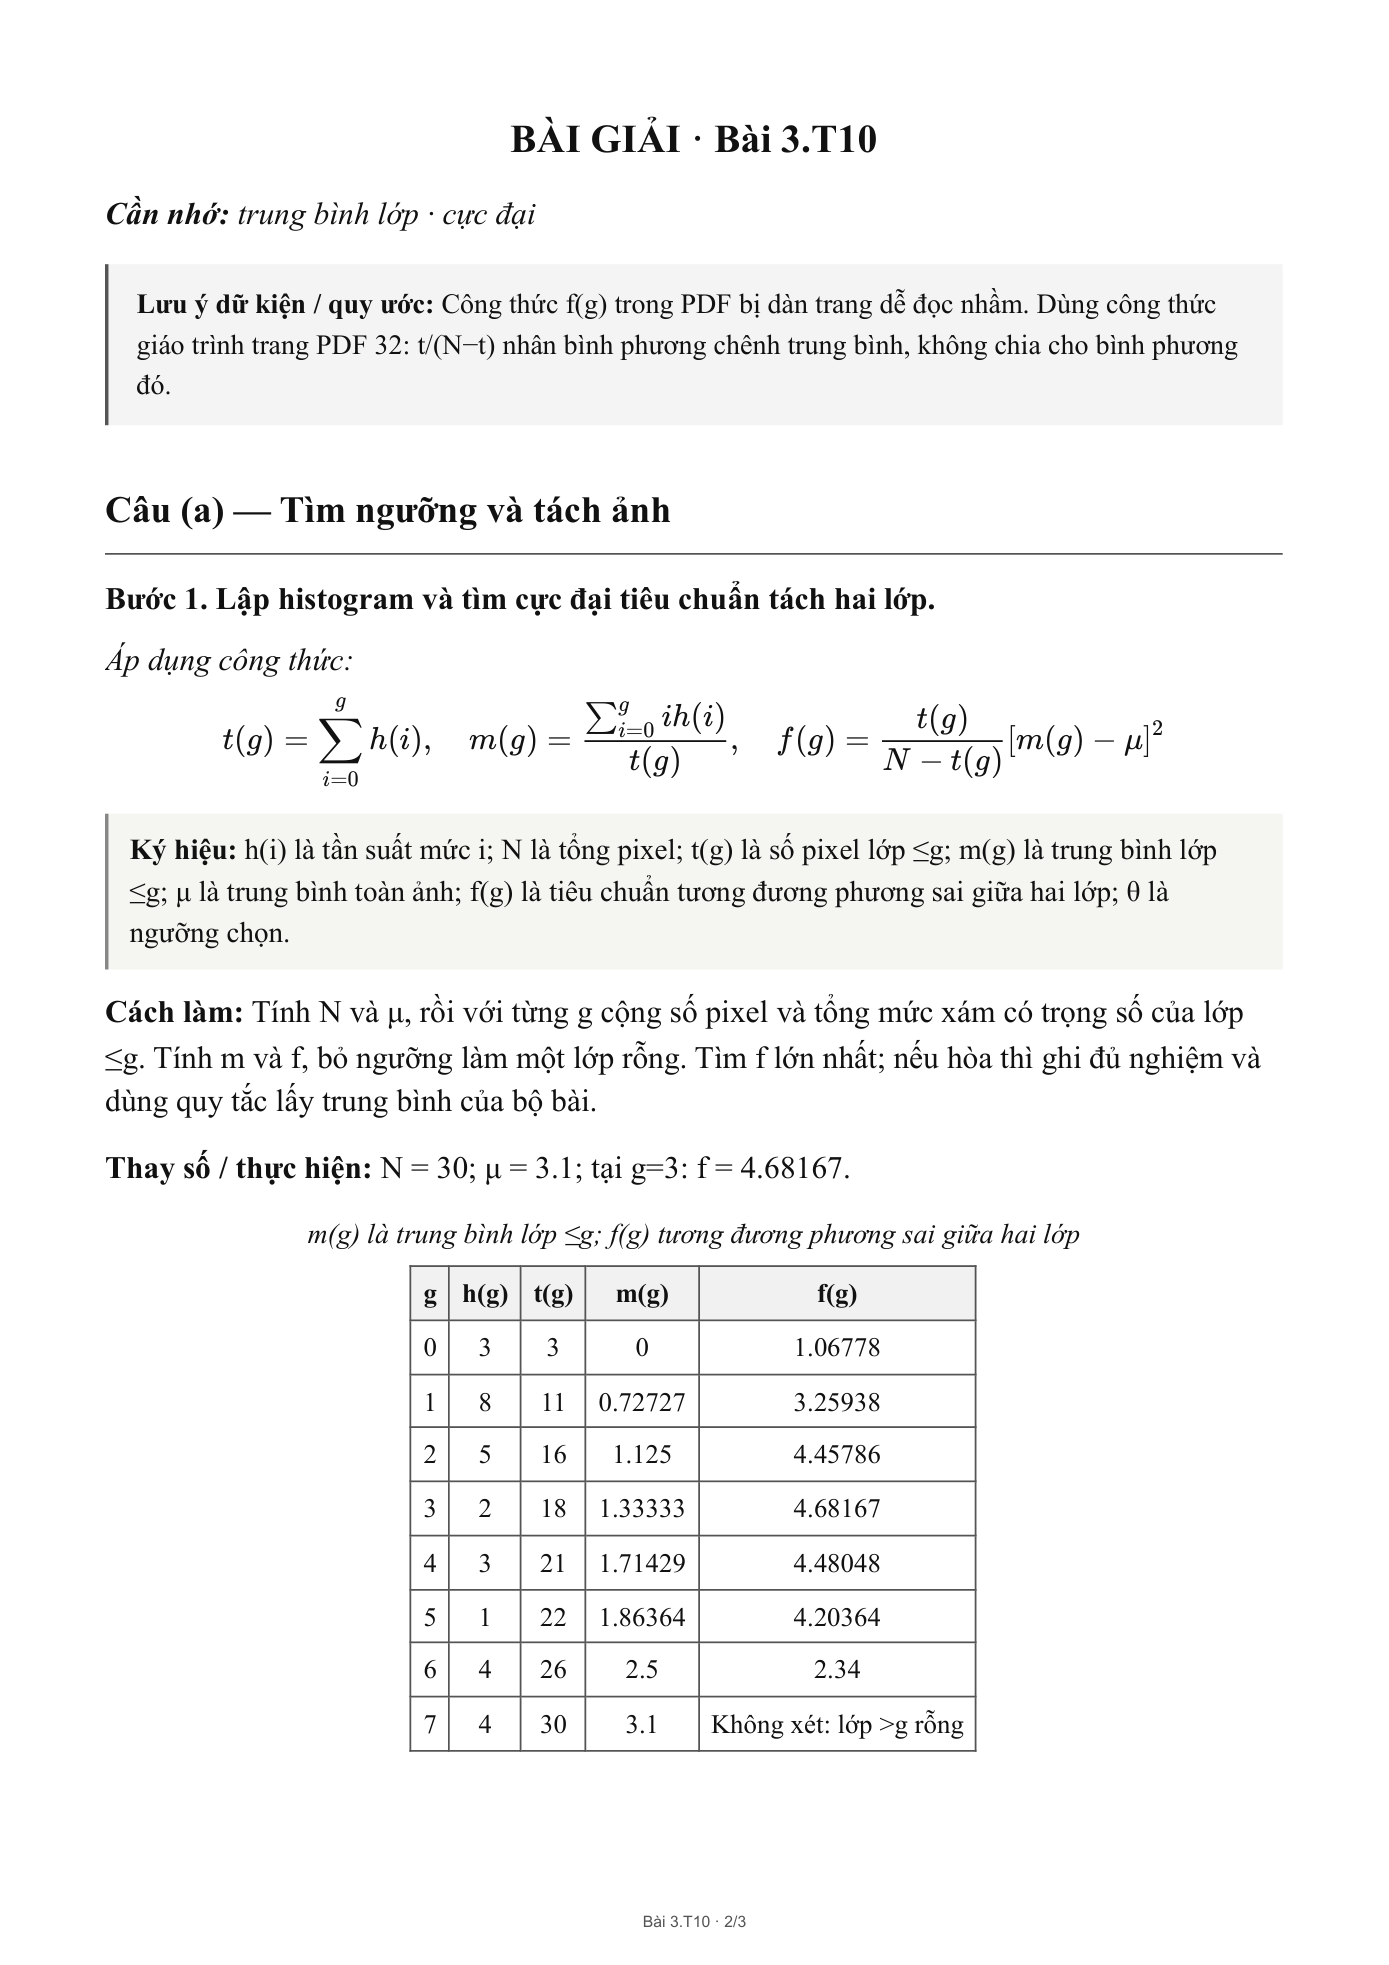 BÀI GIẢI · Bài 3.T10
Cần nhớ: trung bình lớp · cực đại
Lưu ý dữ kiện / quy ước: Công thức f(g) trong PDF bị dàn trang dễ đọc nhầm. Dùng công thức
giáo trình trang PDF 32: t/(N−t) nhân bình phương chênh trung bình, không chia cho bình phương
đó.
Câu (a) — Tìm ngưỡng và tách ảnh
Bước 1. Lập histogram và tìm cực đại tiêu chuẩn tách hai lớp.
Áp dụng công thức:
t(g) = \sum_{i=0}^{g} h(i), m(g) = \frac{\sum_{i=0}^{g} ih(i)}{t(g)}, f(g) = \frac{t(g)}{N − t(g)}[m(g) − μ]^2
Ký hiệu: h(i) là tần suất mức i; N là tổng pixel; t(g) là số pixel lớp ≤g; m(g) là trung bình lớp
≤g; μ là trung bình toàn ảnh; f(g) là tiêu chuẩn tương đương phương sai giữa hai lớp; θ là
ngưỡng chọn.
Cách làm: Tính N và μ, rồi với từng g cộng số pixel và tổng mức xám có trọng số của lớp
≤g. Tính m và f, bỏ ngưỡng làm một lớp rỗng. Tìm f lớn nhất; nếu hòa thì ghi đủ nghiệm và
dùng quy tắc lấy trung bình của bộ bài.
Thay số / thực hiện: N = 30; μ = 3.1; tại g=3: f = 4.68167.
m(g) là trung bình lớp ≤g; f(g) tương đương phương sai giữa hai lớp
g h(g) t(g) m(g) f(g)
0 3 3 0 1.06778
1 8 11 0.72727 3.25938
2 5 16 1.125 4.45786
3 2 18 1.33333 4.68167
4 3 21 1.71429 4.48048
5 1 22 1.86364 4.20364
6 4 26 2.5 2.34
7 4 30 3.1 Không xét: lớp >g rỗng
Bài 3.T10 · 2/3